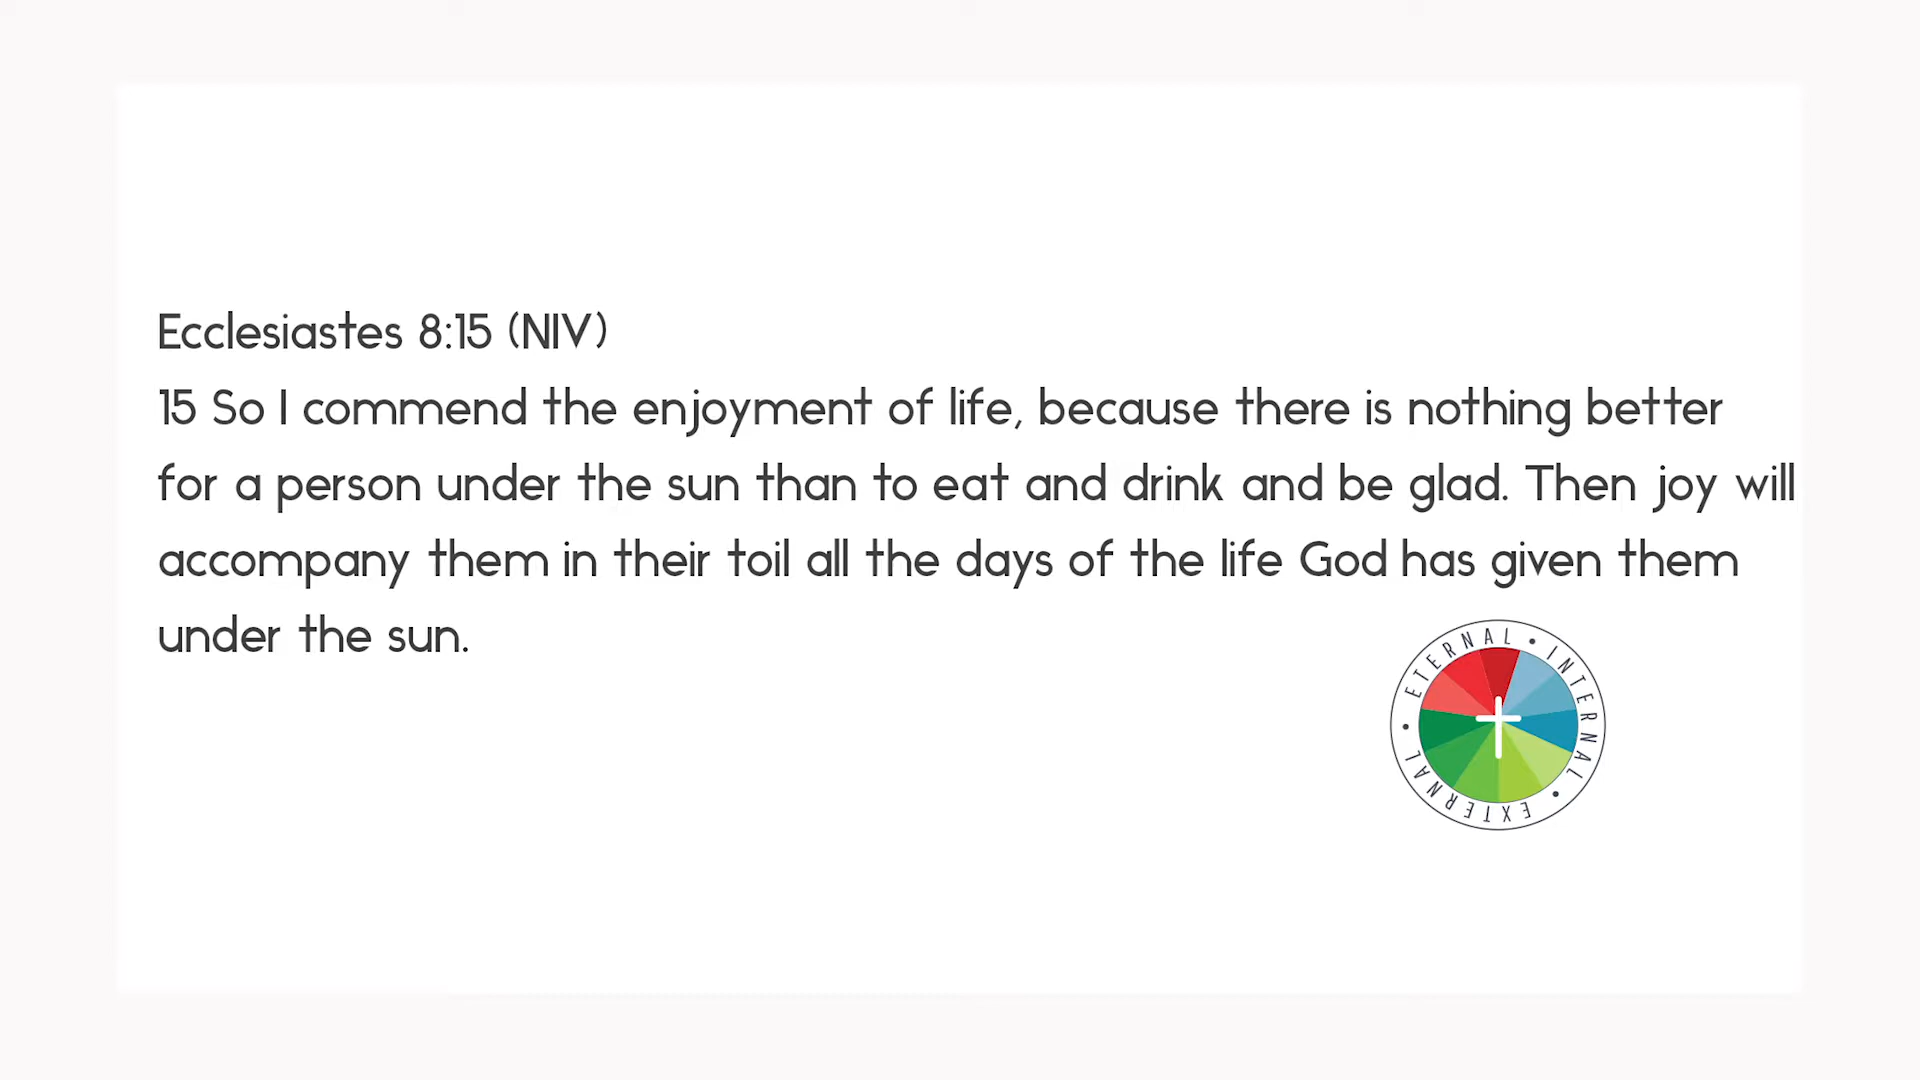 Ecclesiastes 8:15 (NIV)
15 So I commend the enjoyment of life, because there is nothing better
for a person under the sun than to eat and drink and be glad. Then joy will
accompany them in their toil all the days of the life God has given them
under the sun.
ETERNAL • INTERNAL • EXTERNAL •